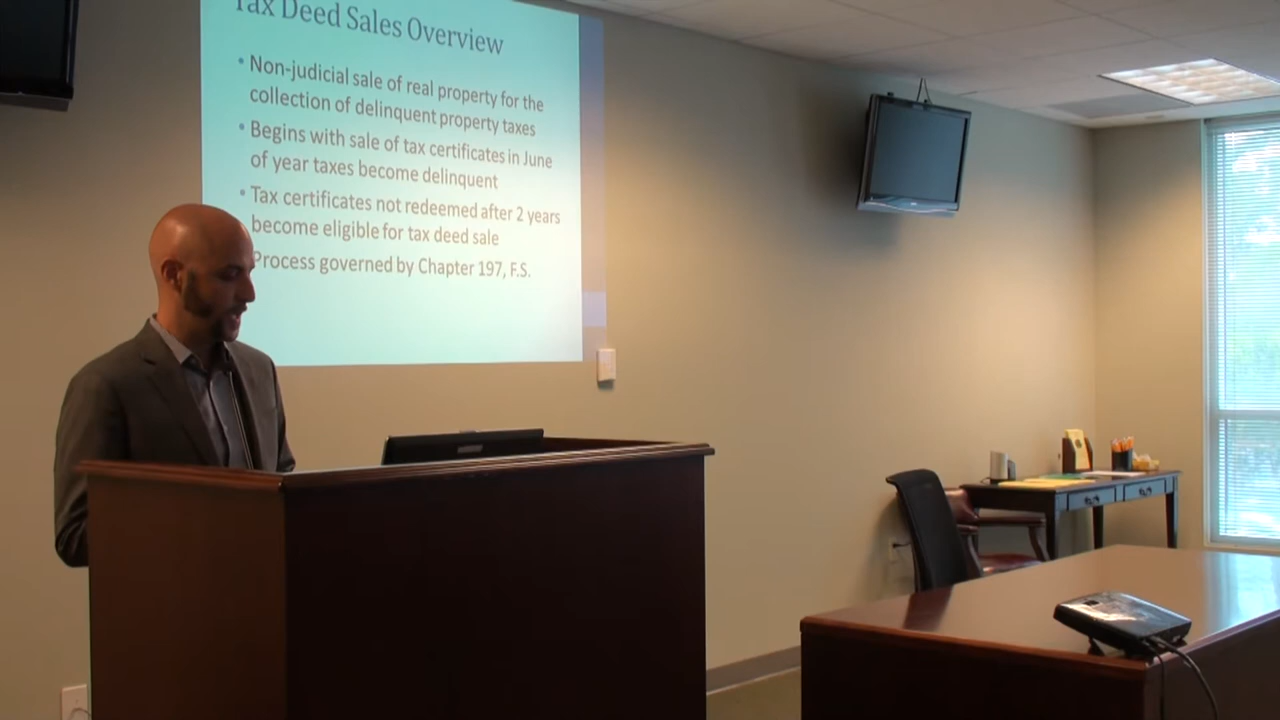 Tax Deed Sales Overview
• Non-judicial sale of real property for the
collection of delinquent property taxes
• Begins with sale of tax certificates in June
of year taxes become delinquent
• Tax certificates not redeemed after 2 years
become eligible for tax deed sale
Process governed by Chapter 197, F.S.